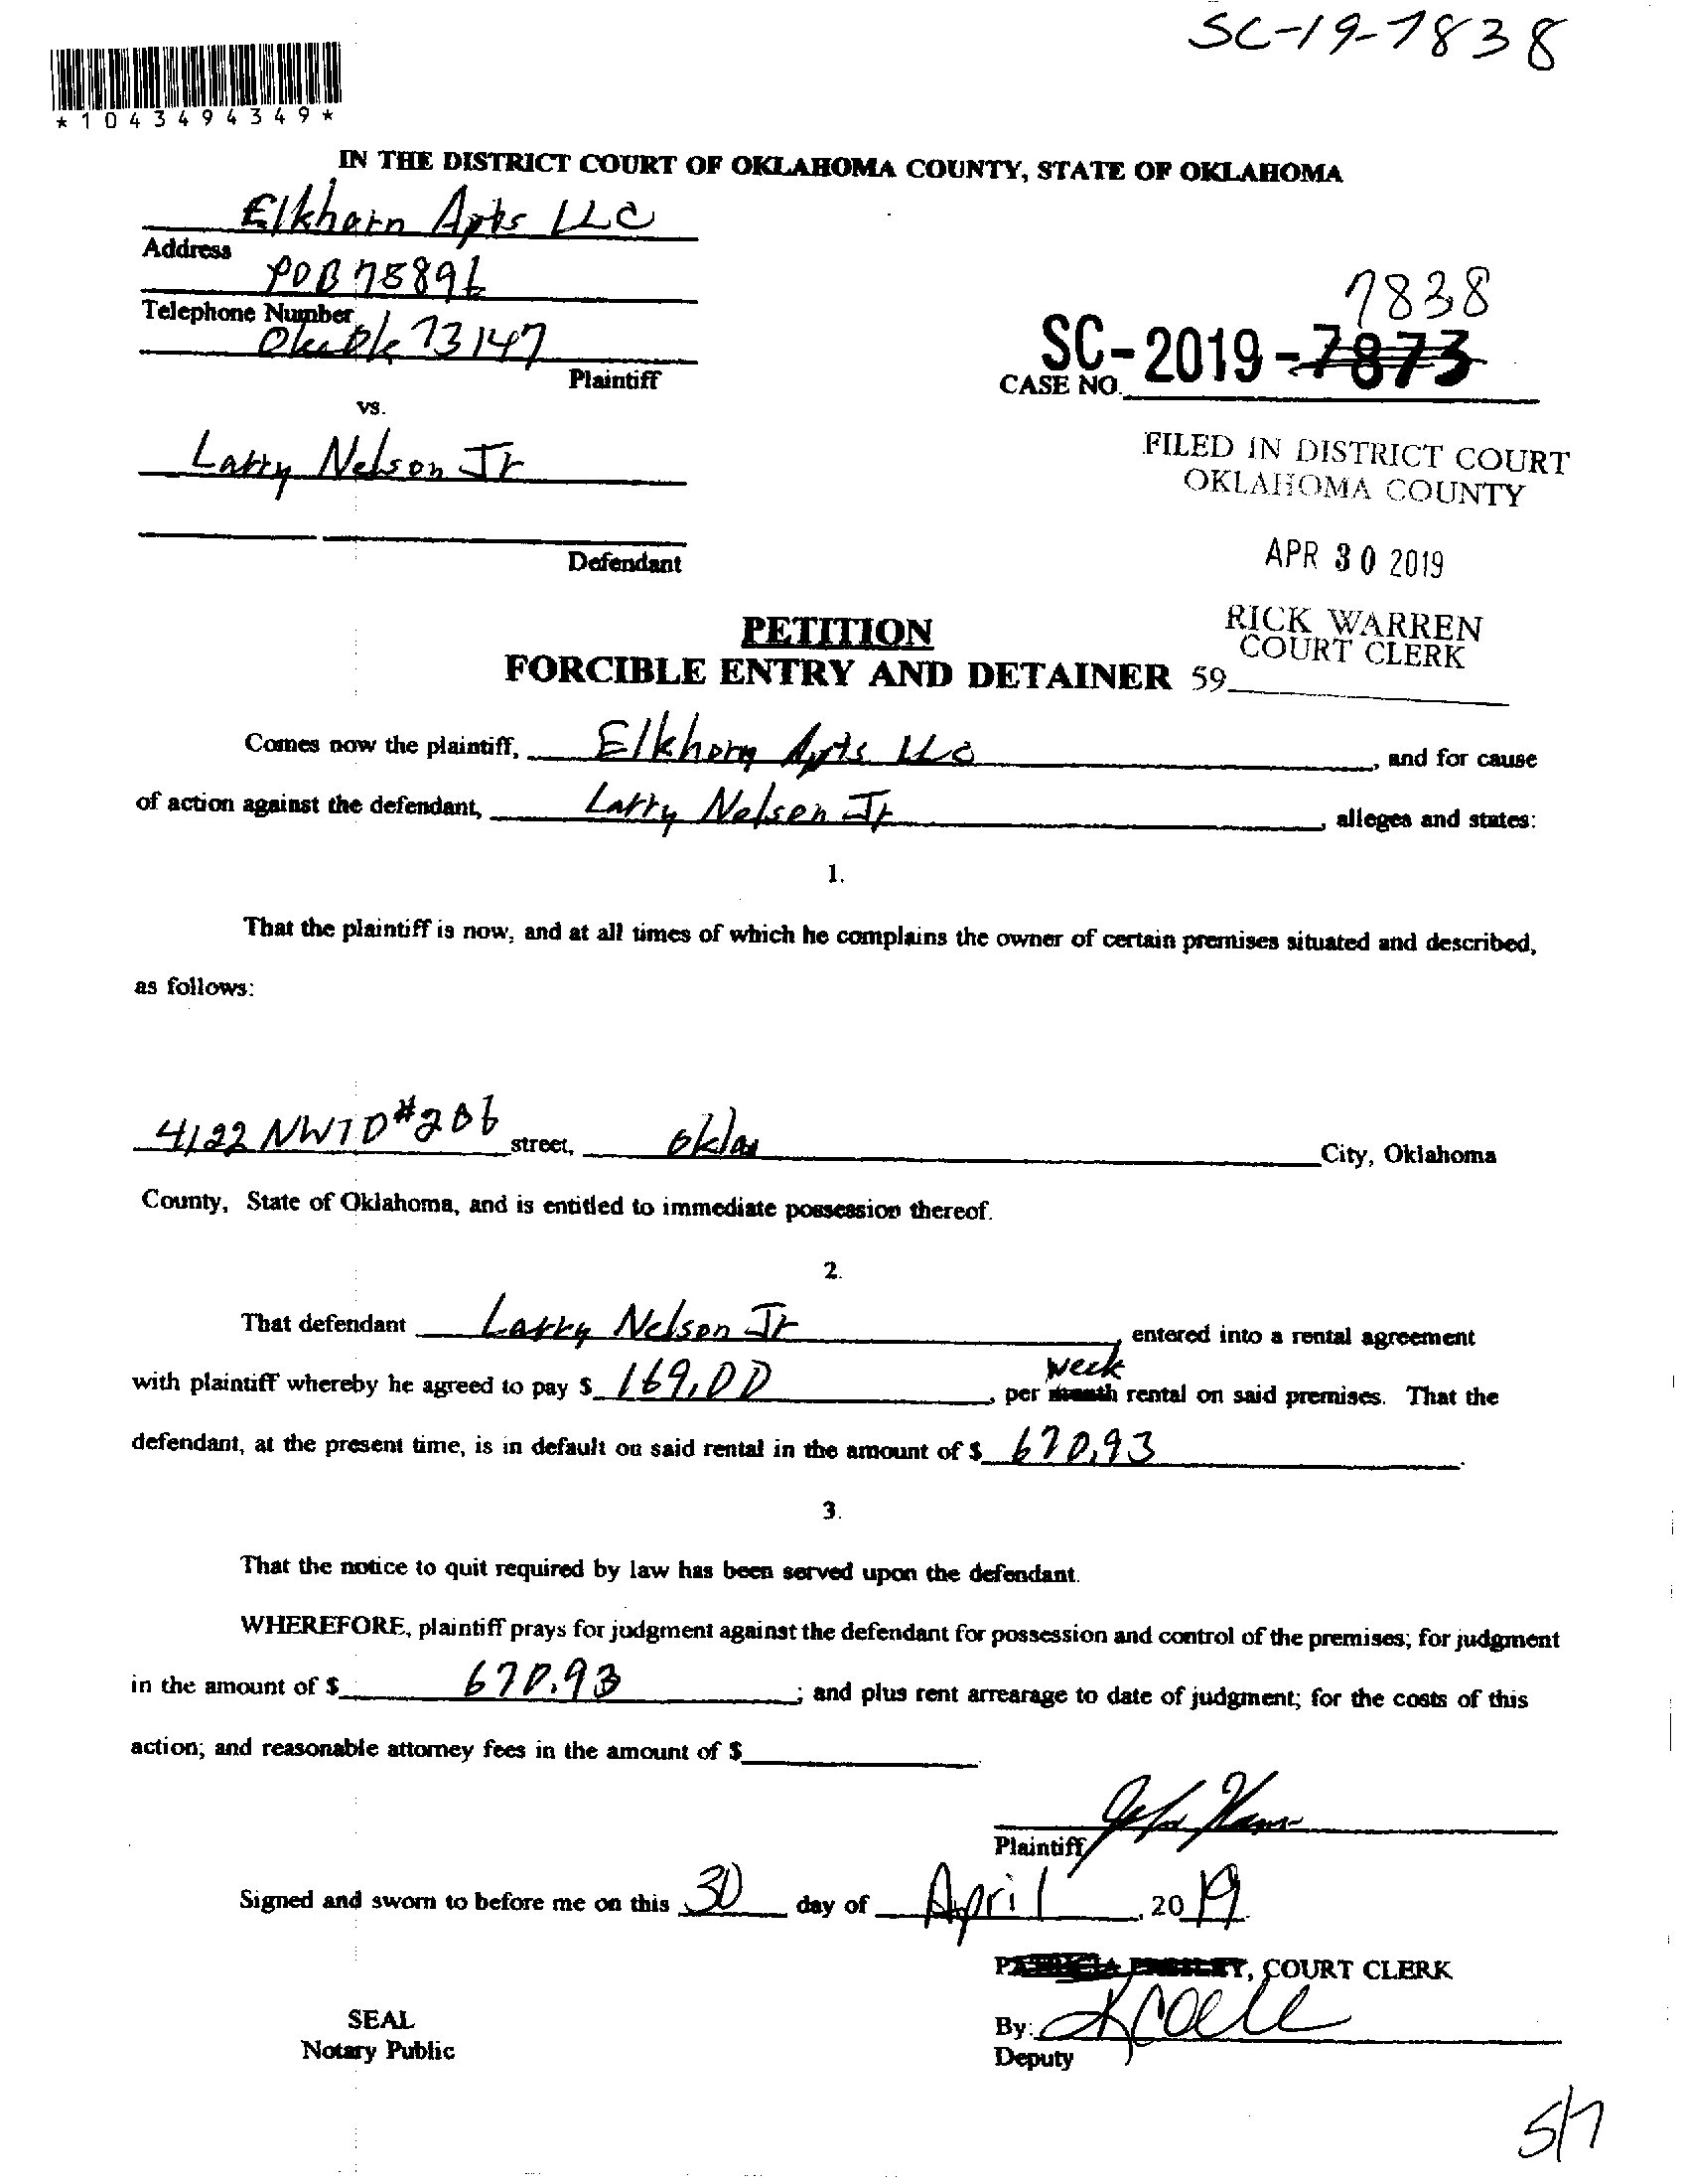 SC-19-7838
*1043494349*
IN THE DISTRICT COURT OF OKLAHOMA COUNTY, STATE OF OKLAHOMA
Elkhorn Apts LLC
Address
POB 75896
Telephone Number
Okc Ok 73147
Plaintiff
vs.
7838
SC-2019-7873
CASE NO.
Larry Nelson Jr
Defendant
FILED IN DISTRICT COURT
OKLAHOMA COUNTY
APR 30 2019
RICK WARREN
COURT CLERK
59
PETITION
FORCIBLE ENTRY AND DETAINER
Comes now the plaintiff, Elkhorn Apts LLC, and for cause
of action against the defendant, Larry Nelson Jr, alleges and states:
1.
That the plaintiff is now, and at all times of which he complains the owner of certain premises situated and described,
as follows:
4122 NW10 #206 street, Okla City, Oklahoma
County, State of Oklahoma, and is entitled to immediate possession thereof.
2.
That defendant Larry Nelson Jr, entered into a rental agreement
week
with plaintiff whereby he agreed to pay $ 169.00, per month rental on said premises. That the
defendant, at the present time, is in default on said rental in the amount of $ 670.93.
3.
That the notice to quit required by law has been served upon the defendant.
WHEREFORE, plaintiff prays for judgment against the defendant for possession and control of the premises; for judgment
in the amount of $ 670.93; and plus rent arrearage to date of judgment; for the costs of this
action; and reasonable attorney fees in the amount of $
Plaintiff
Signed and sworn to before me on this 30 day of April, 2019
, COURT CLERK
SEAL
Notary Public
By:
Deputy
5/7